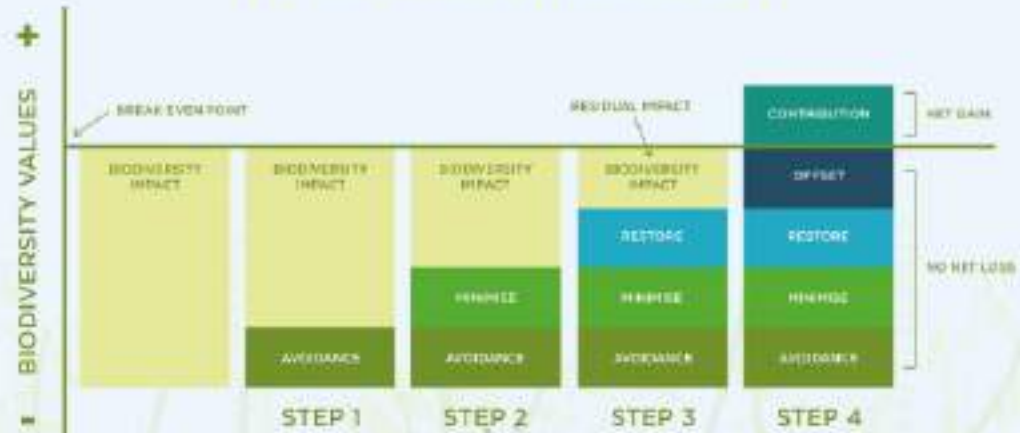 +
BIODIVERSITY VALUES
-
BREAK EVEN POINT
RESIDUAL IMPACT
BIODIVERSITY
IMPACT
BIODIVERSITY
IMPACT
AVOIDANCE
STEP 1
BIODIVERSITY
IMPACT
MINIMISE
AVOIDANCE
STEP 2
BIODIVERSITY
IMPACT
RESTORE
MINIMISE
AVOIDANCE
STEP 3
CONTRIBUTION
OFFSET
RESTORE
MINIMISE
AVOIDANCE
STEP 4
NET GAIN
NO NET LOSS